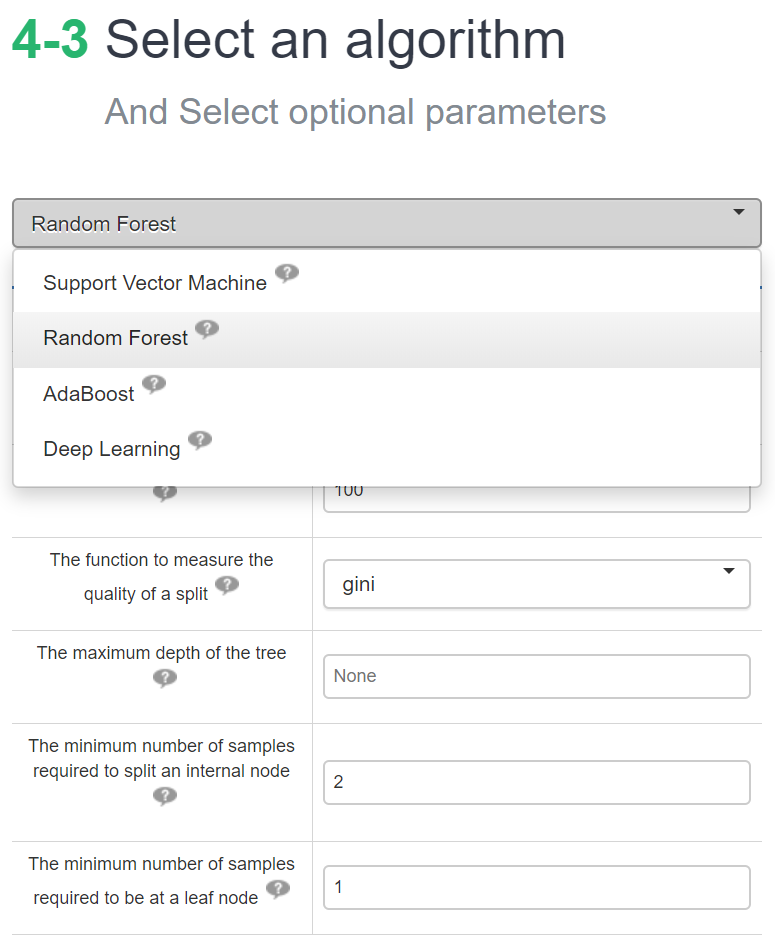 4-3 Select an algorithm
And Select optional parameters
Random Forest
Support Vector Machine ?
Random Forest ?
AdaBoost ?
Deep Learning ?
? 100
The function to measure the
quality of a split ?
gini
The maximum depth of the tree
?
None
The minimum number of samples
required to split an internal node
?
2
The minimum number of samples
required to be at a leaf node ?
1